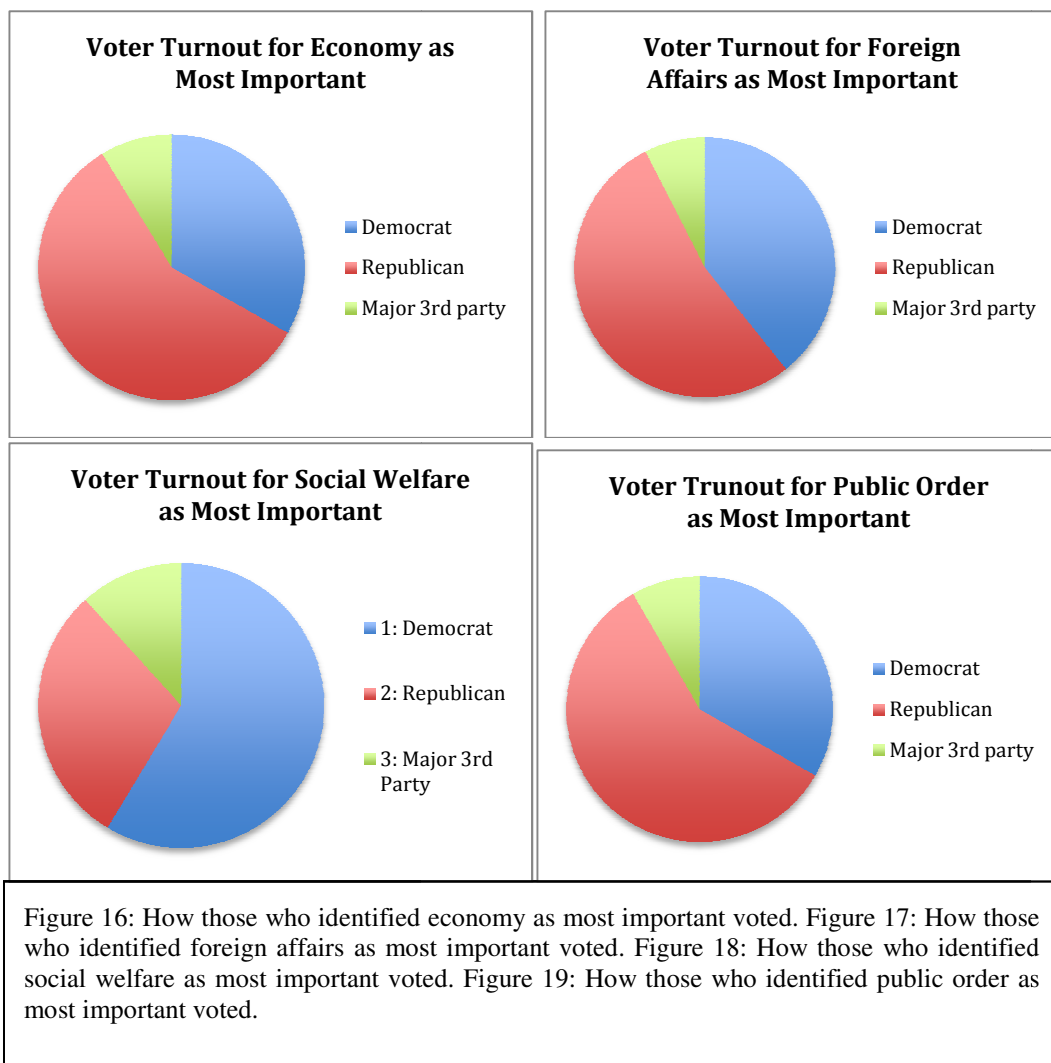 Voter Turnout for Economy as
Most Important
Democrat
Republican
Major 3rd party
Voter Turnout for Foreign
Affairs as Most Important
Democrat
Republican
Major 3rd party
Voter Turnout for Social Welfare
as Most Important
1: Democrat
2: Republican
3: Major 3rd
Party
Voter Trunout for Public Order
as Most Important
Democrat
Republican
Major 3rd party
Figure 16: How those who identified economy as most important voted. Figure 17: How those
who identified foreign affairs as most important voted. Figure 18: How those who identified
social welfare as most important voted. Figure 19: How those who identified public order as
most important voted.